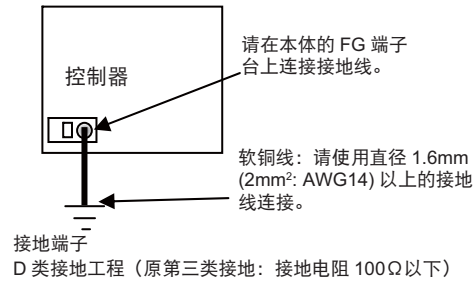 请在本体的 FG 端子
台上连接接地线。
控制器
软铜线：请使用直径 1.6mm
(2mm²: AWG14) 以上的接地
线连接。
接地端子
D 类接地工程（原第三类接地：接地电阻 100Ω以下）